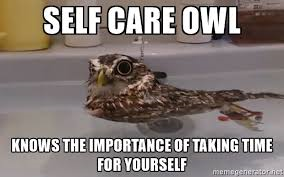 SELF CARE OWL
KNOWS THE IMPORTANCE OF TAKING TIME
FOR YOURSELF
memegenerator.net